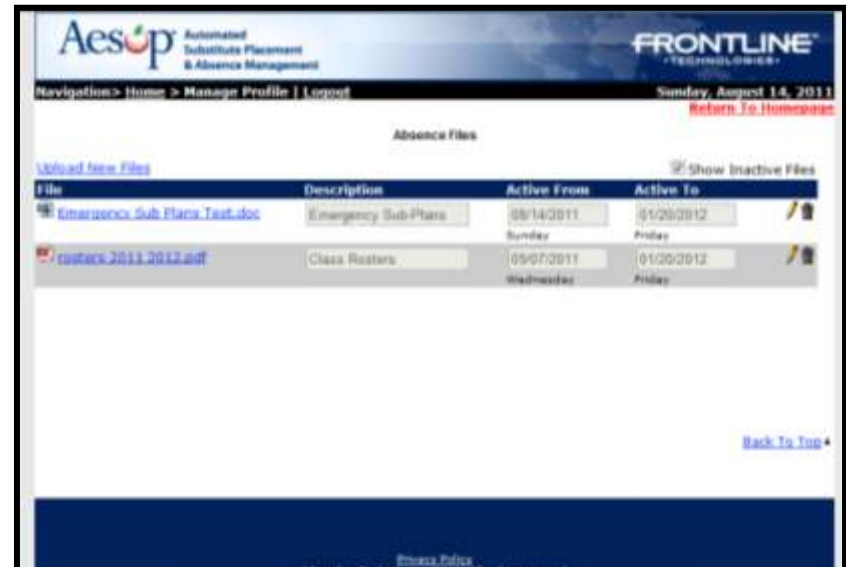 Aesop Automated
Substitute Placement
& Absence Management
FRONTLINE
TECHNOLOGIES
Navigation> Home > Manage Profile | Logout Sunday, August 14, 2011
Return To Homepage
Absence Files
Upload New Files Show Inactive Files
File Description Active From Active To
Emergency Sub Plans Test.doc Emergency Sub-Plans 08/14/2011 01/20/2012
Sunday Friday
rosters 2011 2012.pdf Class Rosters 09/07/2011 01/20/2012
Wednesday Friday
Back To Top
Privacy Policy